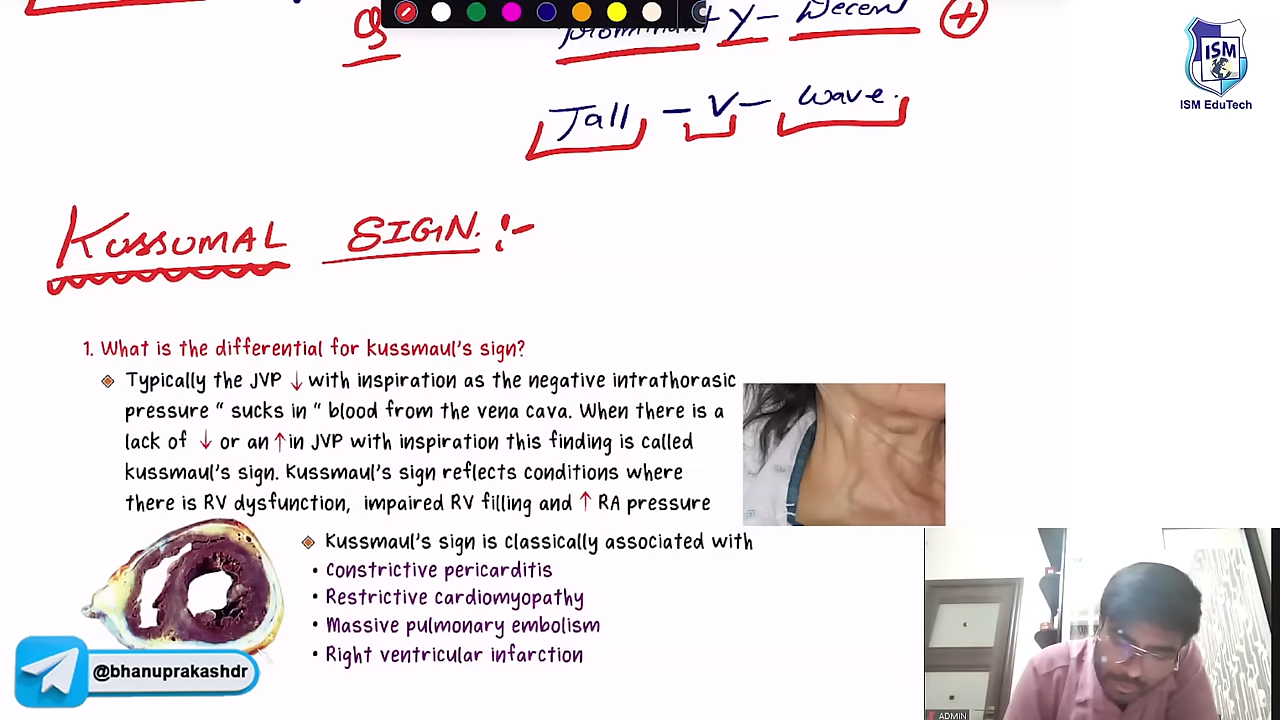 Prominant + y - Decent
ISM
ISM EduTech
Tall - V - wave.
KUSSUMAL SIGN. :-
1. What is the differential for kussmaul's sign?
Typically the JVP ↓ with inspiration as the negative intrathorasic
pressure “ sucks in “ blood from the vena cava. When there is a
lack of ↓ or an ↑ in JVP with inspiration this finding is called
kussmaul's sign. Kussmaul's sign reflects conditions where
there is RV dysfunction, impaired RV filling and ↑ RA pressure
Kussmaul's sign is classically associated with
• Constrictive pericarditis
• Restrictive cardiomyopathy
• Massive pulmonary embolism
• Right ventricular infarction
@bhanuprakashdr
ADMIN